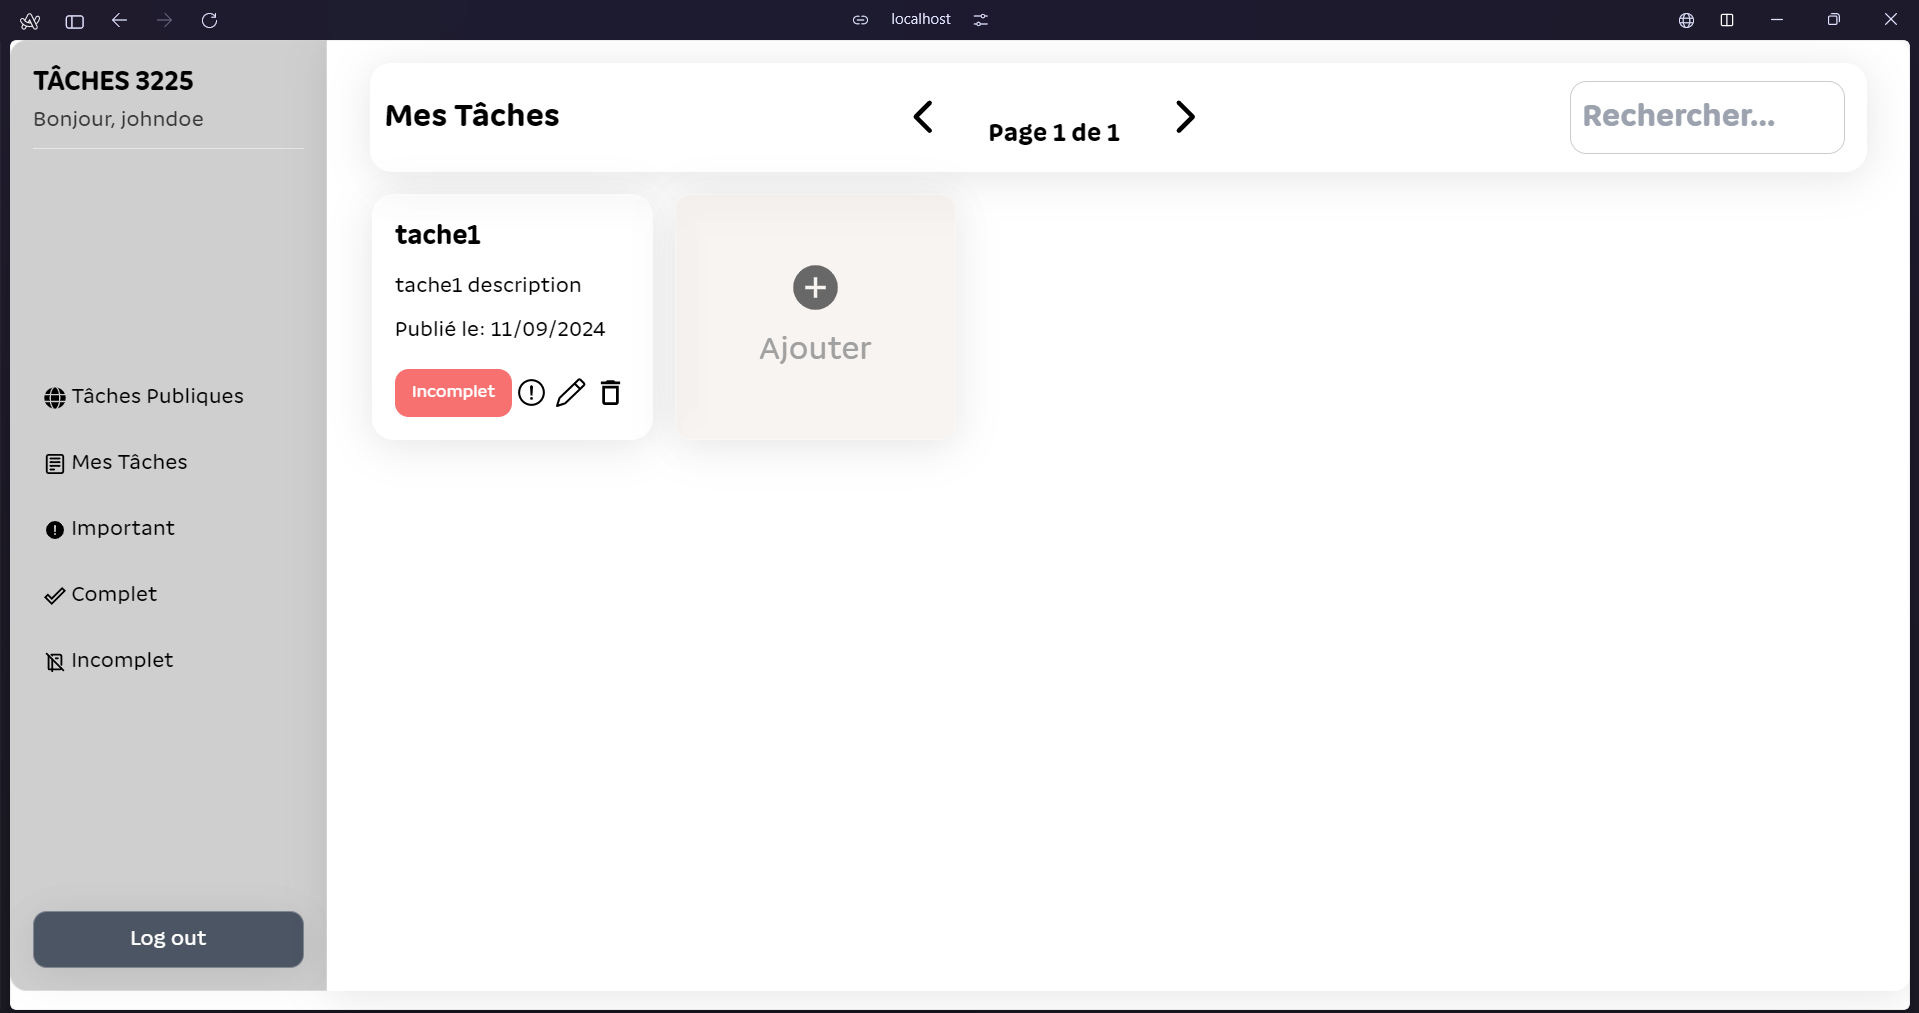 localhost
TÂCHES 3225
Bonjour, johndoe
Tâches Publiques
Mes Tâches
Important
Complet
Incomplet
Log out
Mes Tâches
Page 1 de 1
Rechercher...
tache1
tache1 description
Publié le: 11/09/2024
Incomplet
Ajouter